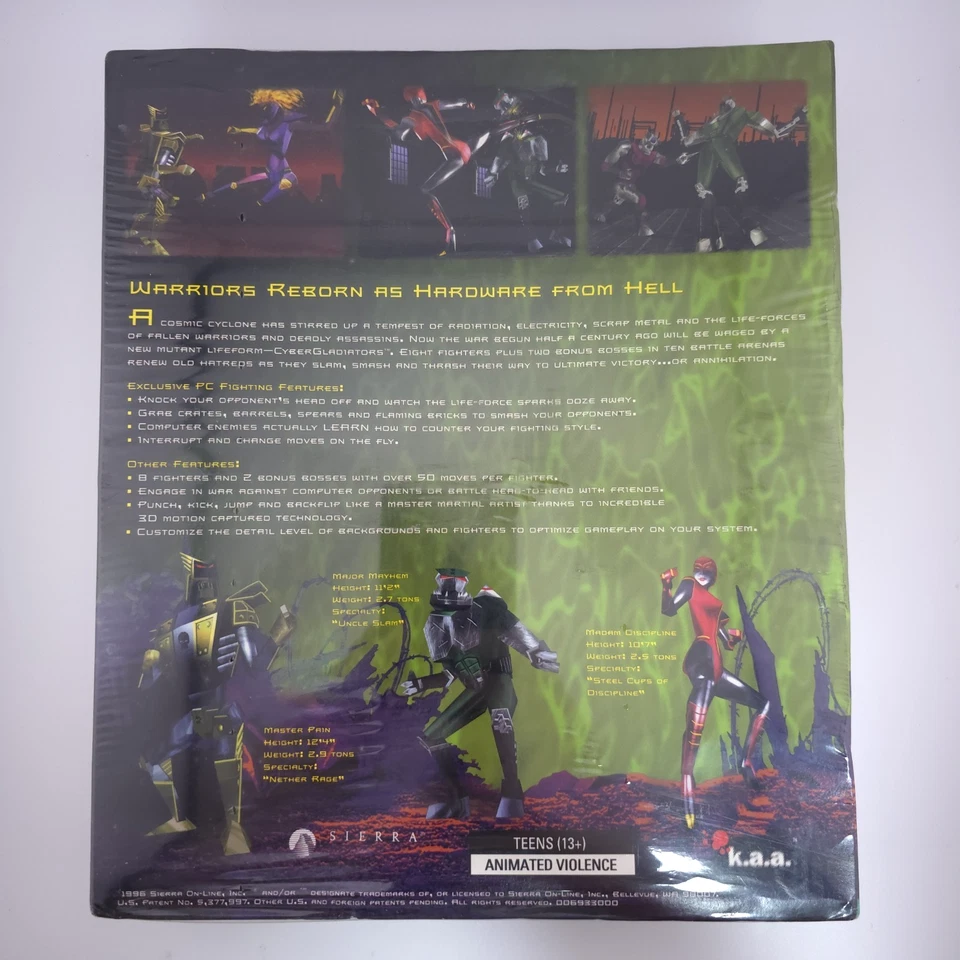 Warriors Reborn as Hardware from Hell
A cosmic cyclone has stirred up a tempest of radiation, electricity, scrap metal and the life-forces
of fallen warriors and deadly assassins. Now the war begun half a century ago will be waged by a
new mutant lifeform—CyberGladiators™. Eight fighters plus two bonus bosses in ten battle arenas
renew old hatreds as they slam, smash and thrash their way to ultimate victory...or annihilation.
Exclusive PC Fighting Features:
• Knock your opponent's head off and watch the life-force sparks ooze away.
• Grab crates, barrels, spears and flaming bricks to smash your opponents.
• Computer enemies actually LEARN how to counter your fighting style.
• Interrupt and change moves on the fly.
Other Features:
• 8 fighters and 2 bonus bosses with over 50 moves per fighter.
• Engage in war against computer opponents or battle head-to-head with friends.
• Punch, kick, jump and backflip like a master martial artist thanks to incredible
3D motion captured technology.
• Customize the detail level of backgrounds and fighters to optimize gameplay on your system.
Major Mayhem
Height: 11'2"
Weight: 2.7 tons
Specialty:
"Uncle Slam"
Madam Discipline
Height: 10'7"
Weight: 2.5 tons
Specialty:
"Steel Cups of
Discipline"
Master Pain
Height: 12'4"
Weight: 2.9 tons
Specialty:
"Nether Rage"
SIERRA
TEENS (13+)
ANIMATED VIOLENCE
k.a.a.
1996 Sierra On-Line, Inc. and/or ™ designate trademarks of, or licensed to Sierra On-Line, Inc., Bellevue, WA 98007.
U.S. Patent No. 5,377,997. Other U.S. and foreign patents pending. All rights reserved. 006933000